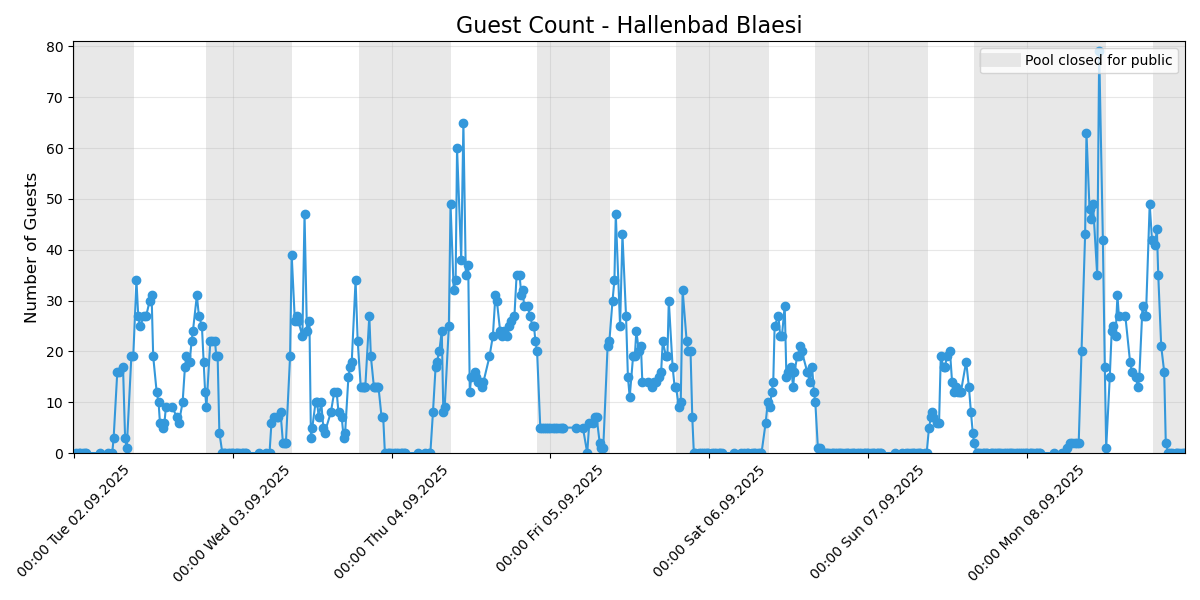 Guest Count - Hallenbad Blaesi
Pool closed for public
Number of Guests
80
70
60
50
40
30
20
10
0
00:00 Tue 02.09.2025
00:00 Wed 03.09.2025
00:00 Thu 04.09.2025
00:00 Fri 05.09.2025
00:00 Sat 06.09.2025
00:00 Sun 07.09.2025
00:00 Mon 08.09.2025